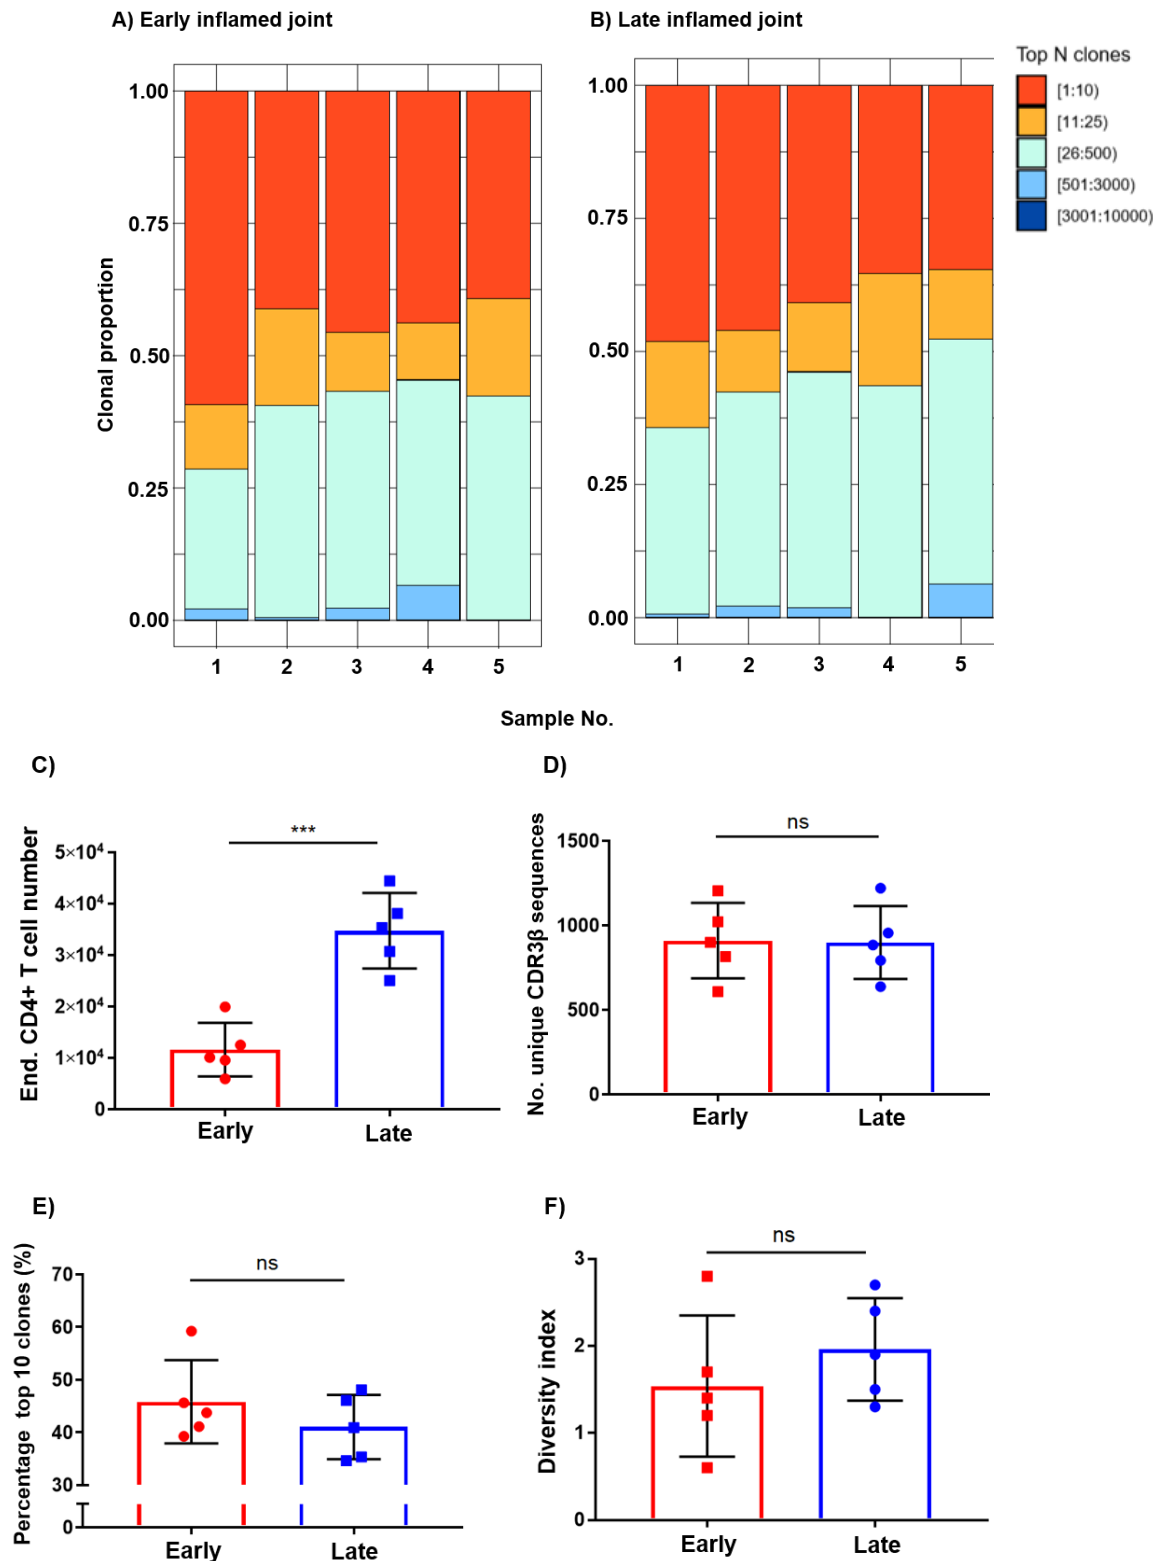 A) Early inflamed joint
B) Late inflamed joint
Top N clones
[1:10)
[11:25)
[26:500)
[501:3000)
[3001:10000)
Clonal proportion
1.00
0.75
0.50
0.25
0.00
1 2 3 4 5
1.00
0.75
0.50
0.25
0.00
1 2 3 4 5
Sample No.
C)
End. CD4+ T cell number
5×10⁴
4×10⁴
3×10⁴
2×10⁴
1×10⁴
0
***
Early Late
D)
No. unique CDR3β sequences
1500
1000
500
0
ns
Early Late
E)
Percentage top 10 clones (%)
70
60
50
40
30
0
ns
Early Late
F)
Diversity index
3
2
1
0
ns
Early Late